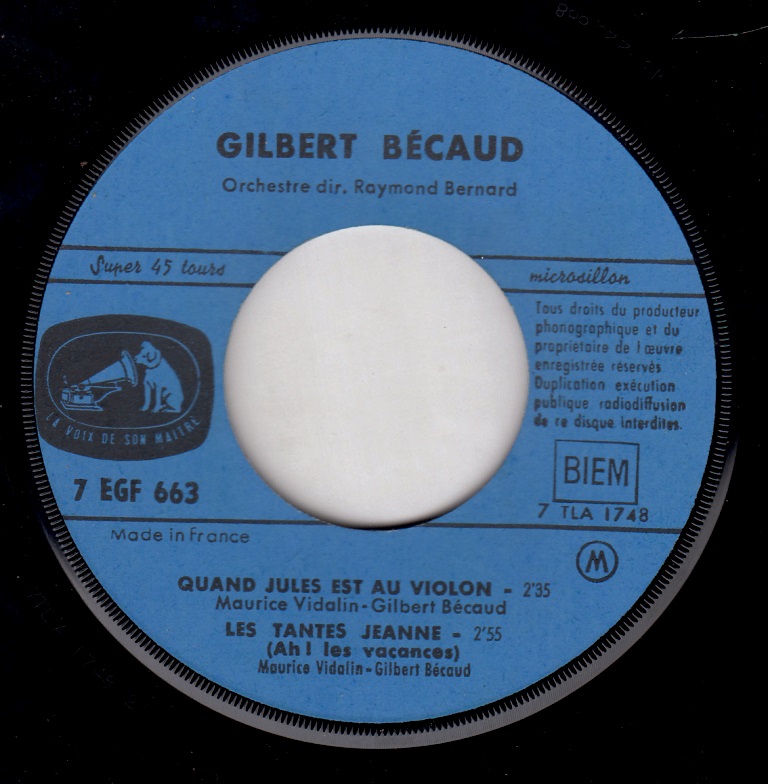 GILBERT BÉCAUD
Orchestre dir. Raymond Bernard
Super 45 tours
microsillon
Tous droits du producteur
phonographique et du
proprietaire de l œuvre
enregistrée réservés
Duplication exécution
publique radiodiffusion
de ce disque interdites.
LA VOIX DE SON MAITRE
BIEM
7 EGF 663
7 TLA 1748
Made in France
M
QUAND JULES EST AU VIOLON - 2'35
Maurice Vidalin - Gilbert Bécaud
LES TANTES JEANNE - 2'55
(Ah ! les vacances)
Maurice Vidalin - Gilbert Bécaud